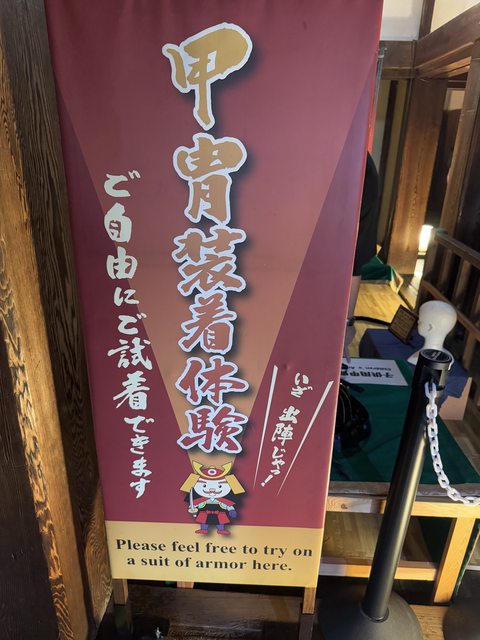 甲冑装着体験
ご自由にご試着できます
いざ 出陣じゃっ!
Please feel free to try on
a suit of armor here.